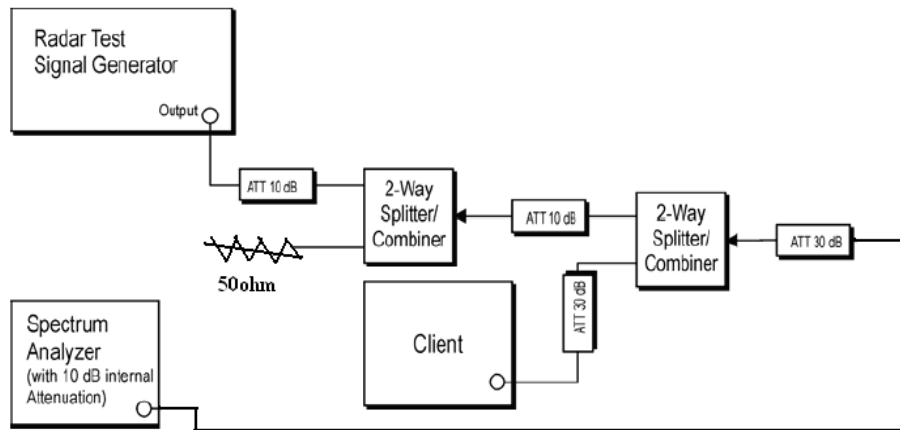 Radar Test
Signal Generator
Output
ATT 10 dB
2-Way
Splitter/
Combiner
ATT 10 dB
2-Way
Splitter/
Combiner
ATT 30 dB
50ohm
ATT 30 dB
Spectrum
Analyzer
(with 10 dB internal
Attenuation)
Client